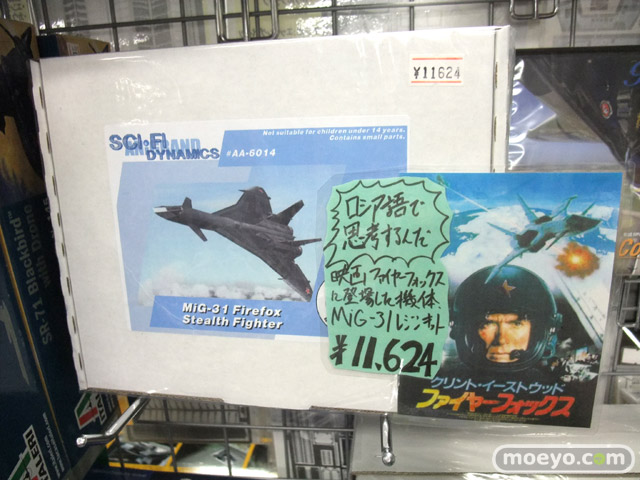 ¥11624
SCI-FI
DYNAMICS
#AA-6014
Not suitable for children under 14 years.
Contains small parts.
MiG-31 Firefox
Stealth Fighter
ロシア語で
思考するんだ
映画ファイヤーフォックス
に登場した機体
MiG-31レジンキット
¥11,624
クリント・イーストウッド
ファイヤーフォックス
SR-71 Blackbird
with Drone
ITALERI
moeyo.com